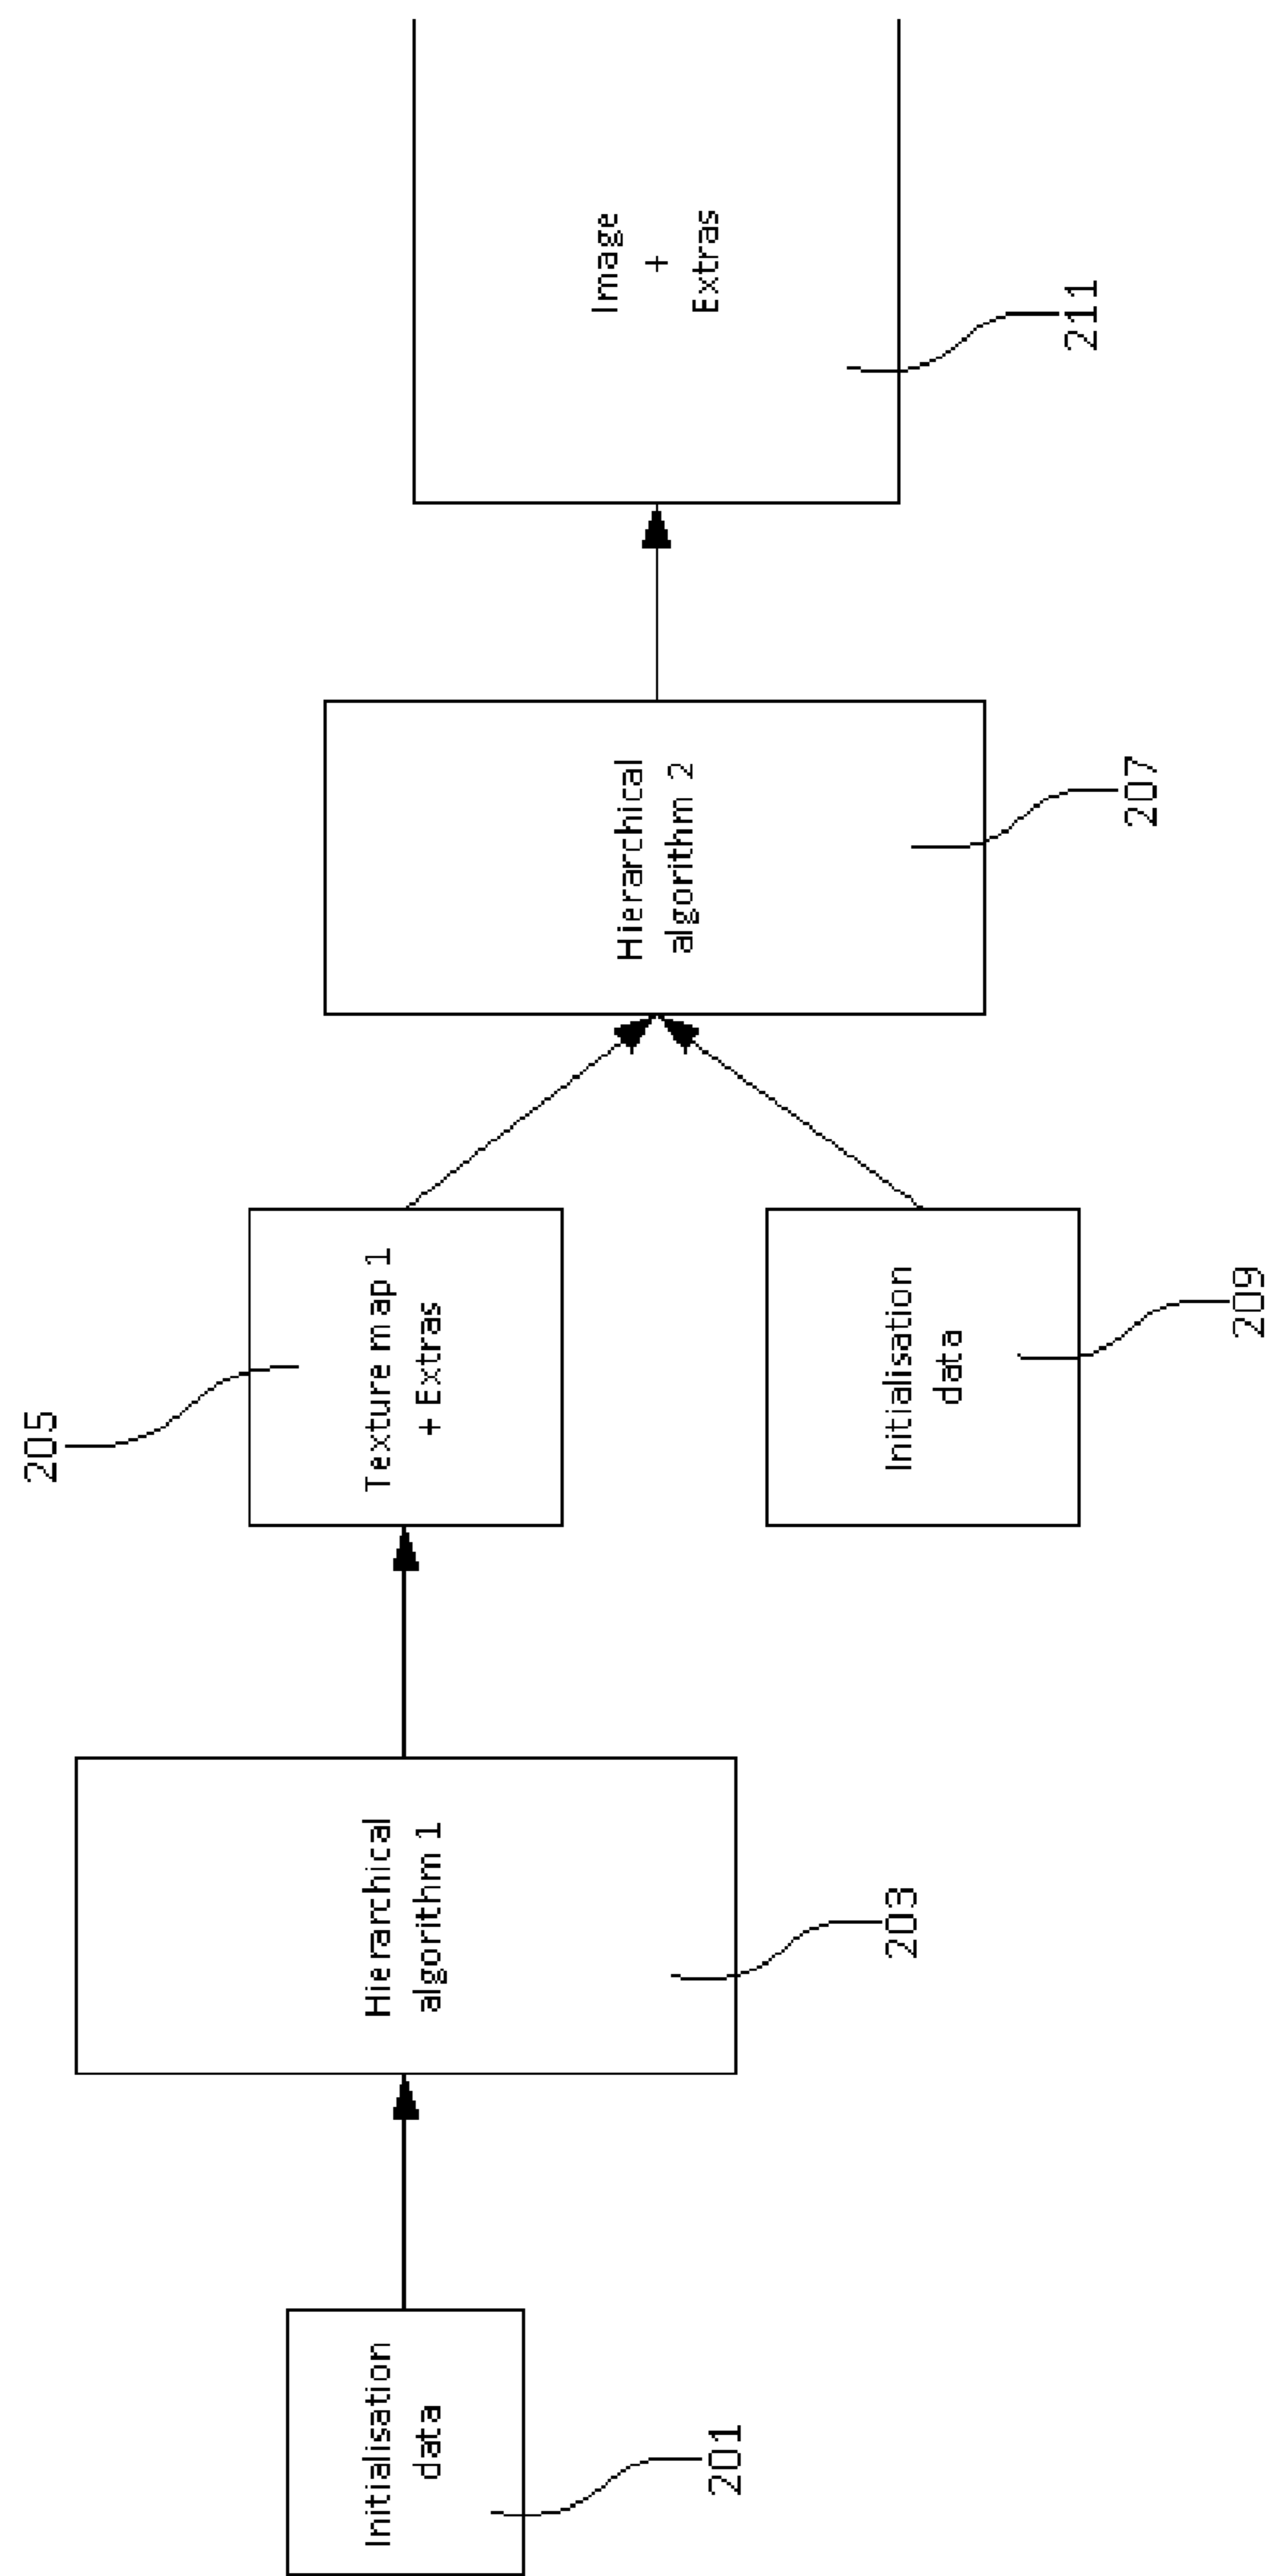 Initialisation
data
201
Hierarchical
algorithm 1
203
205
Texture map 1
+ Extras
Initialisation
data
209
Hierarchical
algorithm 2
207
Image
+
Extras
211